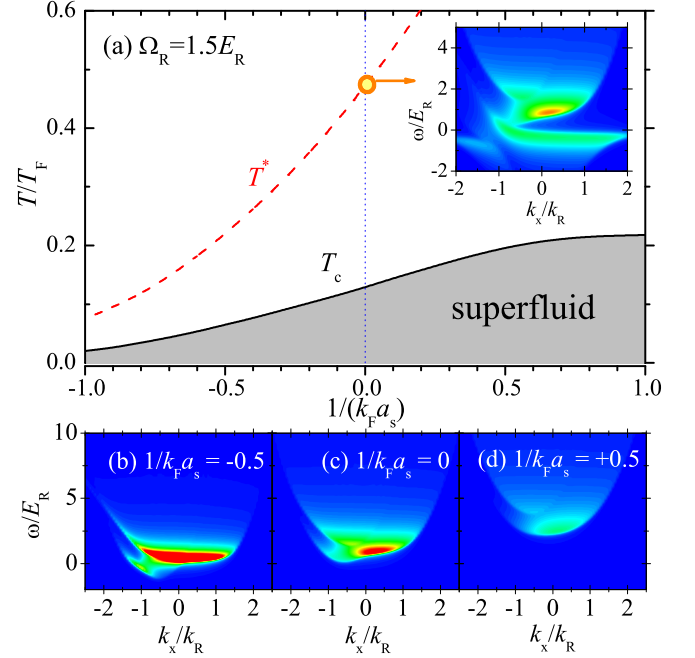 (a) Ω_R=1.5E_R
0.6
0.4
0.2
0.0
T/T_F
T*
T_c
superfluid
-1.0 -0.5 0.0 0.5 1.0
1/(k_F a_s)
4
2
0
-2
ω/E_R
-2 -1 0 1 2
k_x/k_R
(b) 1/k_F a_s = -0.5
(c) 1/k_F a_s = 0
(d) 1/k_F a_s = +0.5
10
5
0
ω/E_R
-2 -1 0 1 2
-2 -1 0 1 2
-2 -1 0 1 2
k_x/k_R
k_x/k_R
k_x/k_R